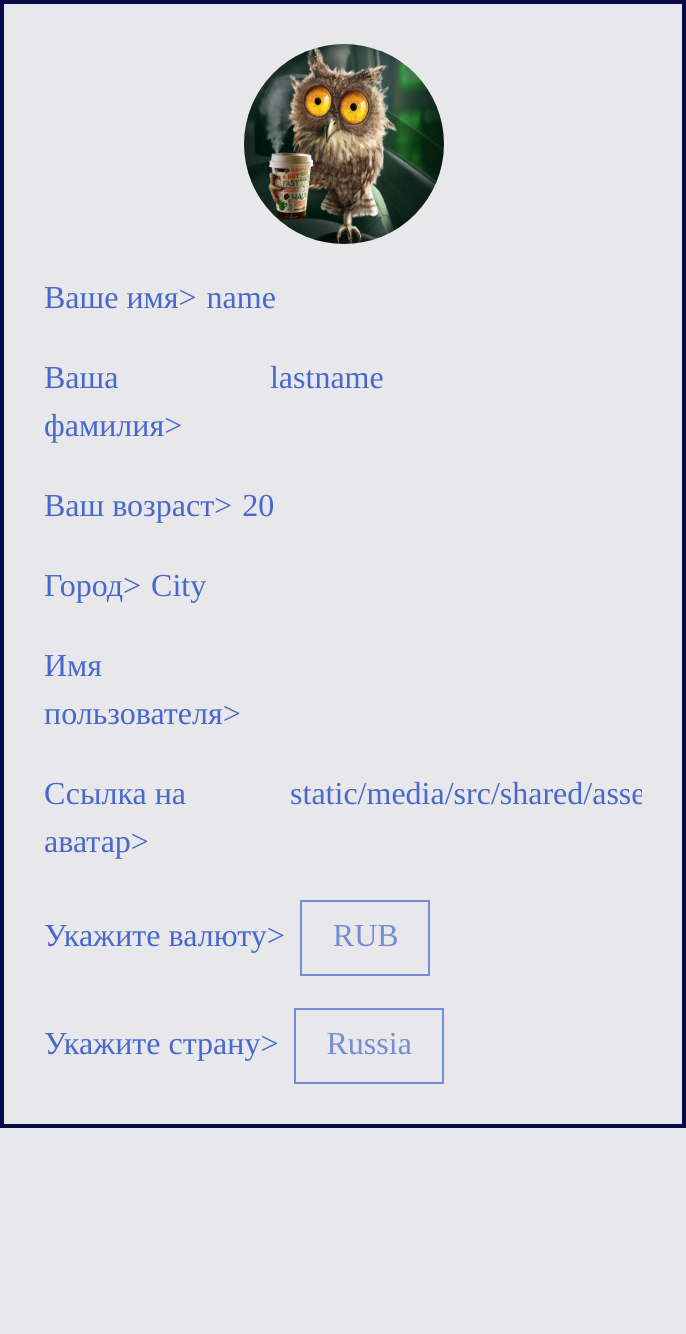 Ваше имя> name
Ваша lastname
фамилия>
Ваш возраст> 20
Город> City
Имя
пользователя>
Ссылка на static/media/src/shared/asse
аватар>
Укажите валюту> RUB
Укажите страну> Russia